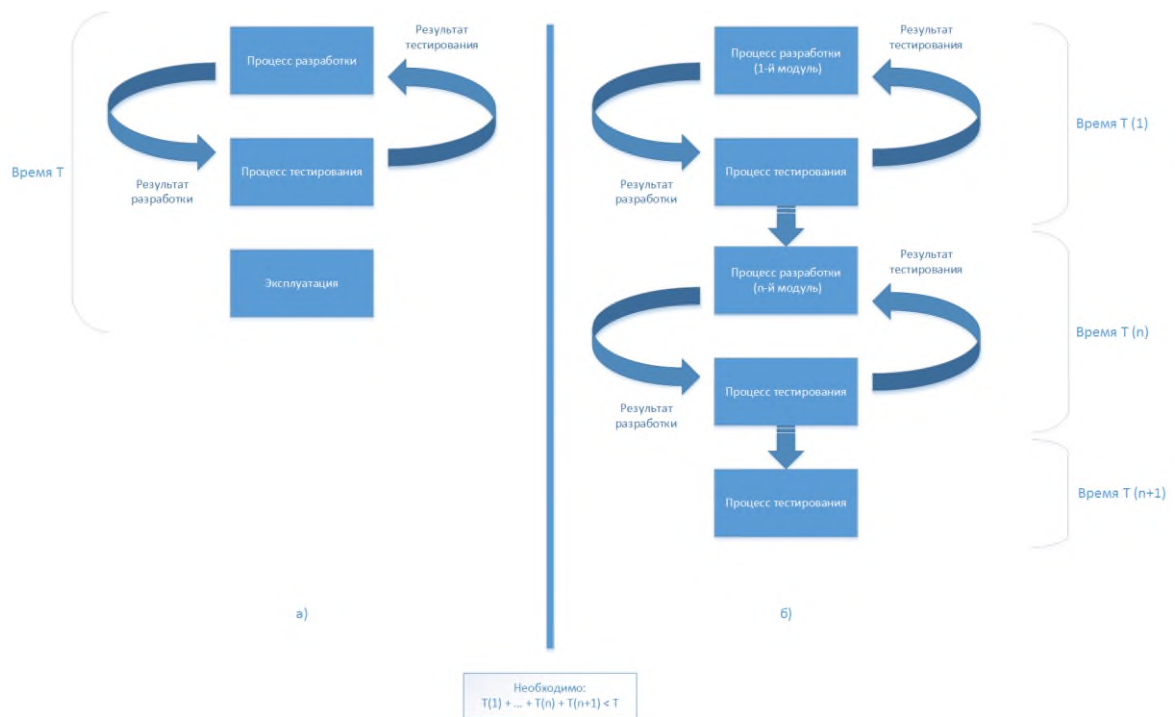 Время T
Процесс разработки
Результат
тестирования
Процесс тестирования
Результат
разработки
Эксплуатация
а)
Процесс разработки
(1-й модуль)
Результат
тестирования
Время T (1)
Процесс тестирования
Результат
разработки
Процесс разработки
(n-й модуль)
Результат
тестирования
Время T (n)
Процесс тестирования
Результат
разработки
Процесс тестирования
Время T (n+1)
б)
Необходимо:
T(1) + ... + T(n) + T(n+1) < T